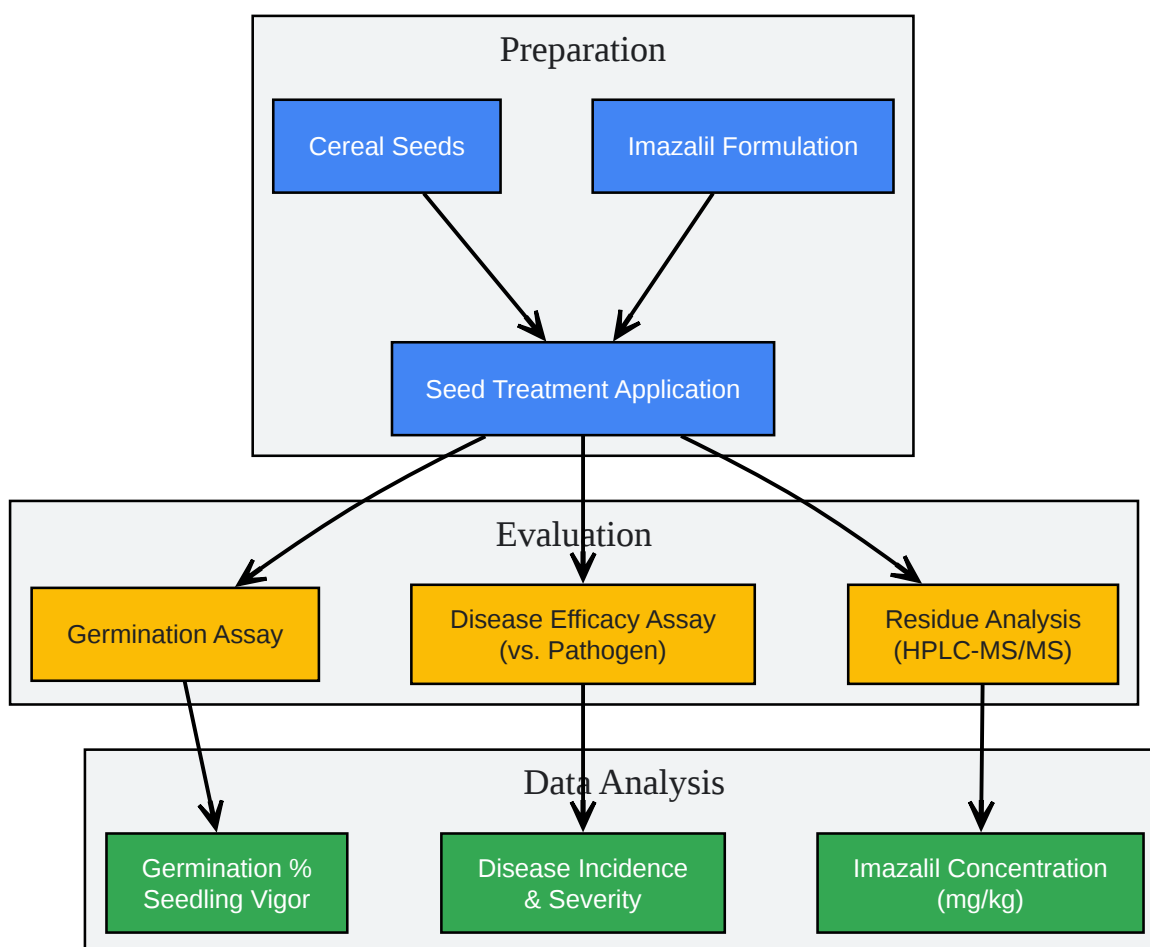 Preparation
Cereal Seeds
Imazalil Formulation
Seed Treatment Application
Evaluation
Germination Assay
Disease Efficacy Assay
(vs. Pathogen)
Residue Analysis
(HPLC-MS/MS)
Data Analysis
Germination %
Seedling Vigor
Disease Incidence
& Severity
Imazalil Concentration
(mg/kg)